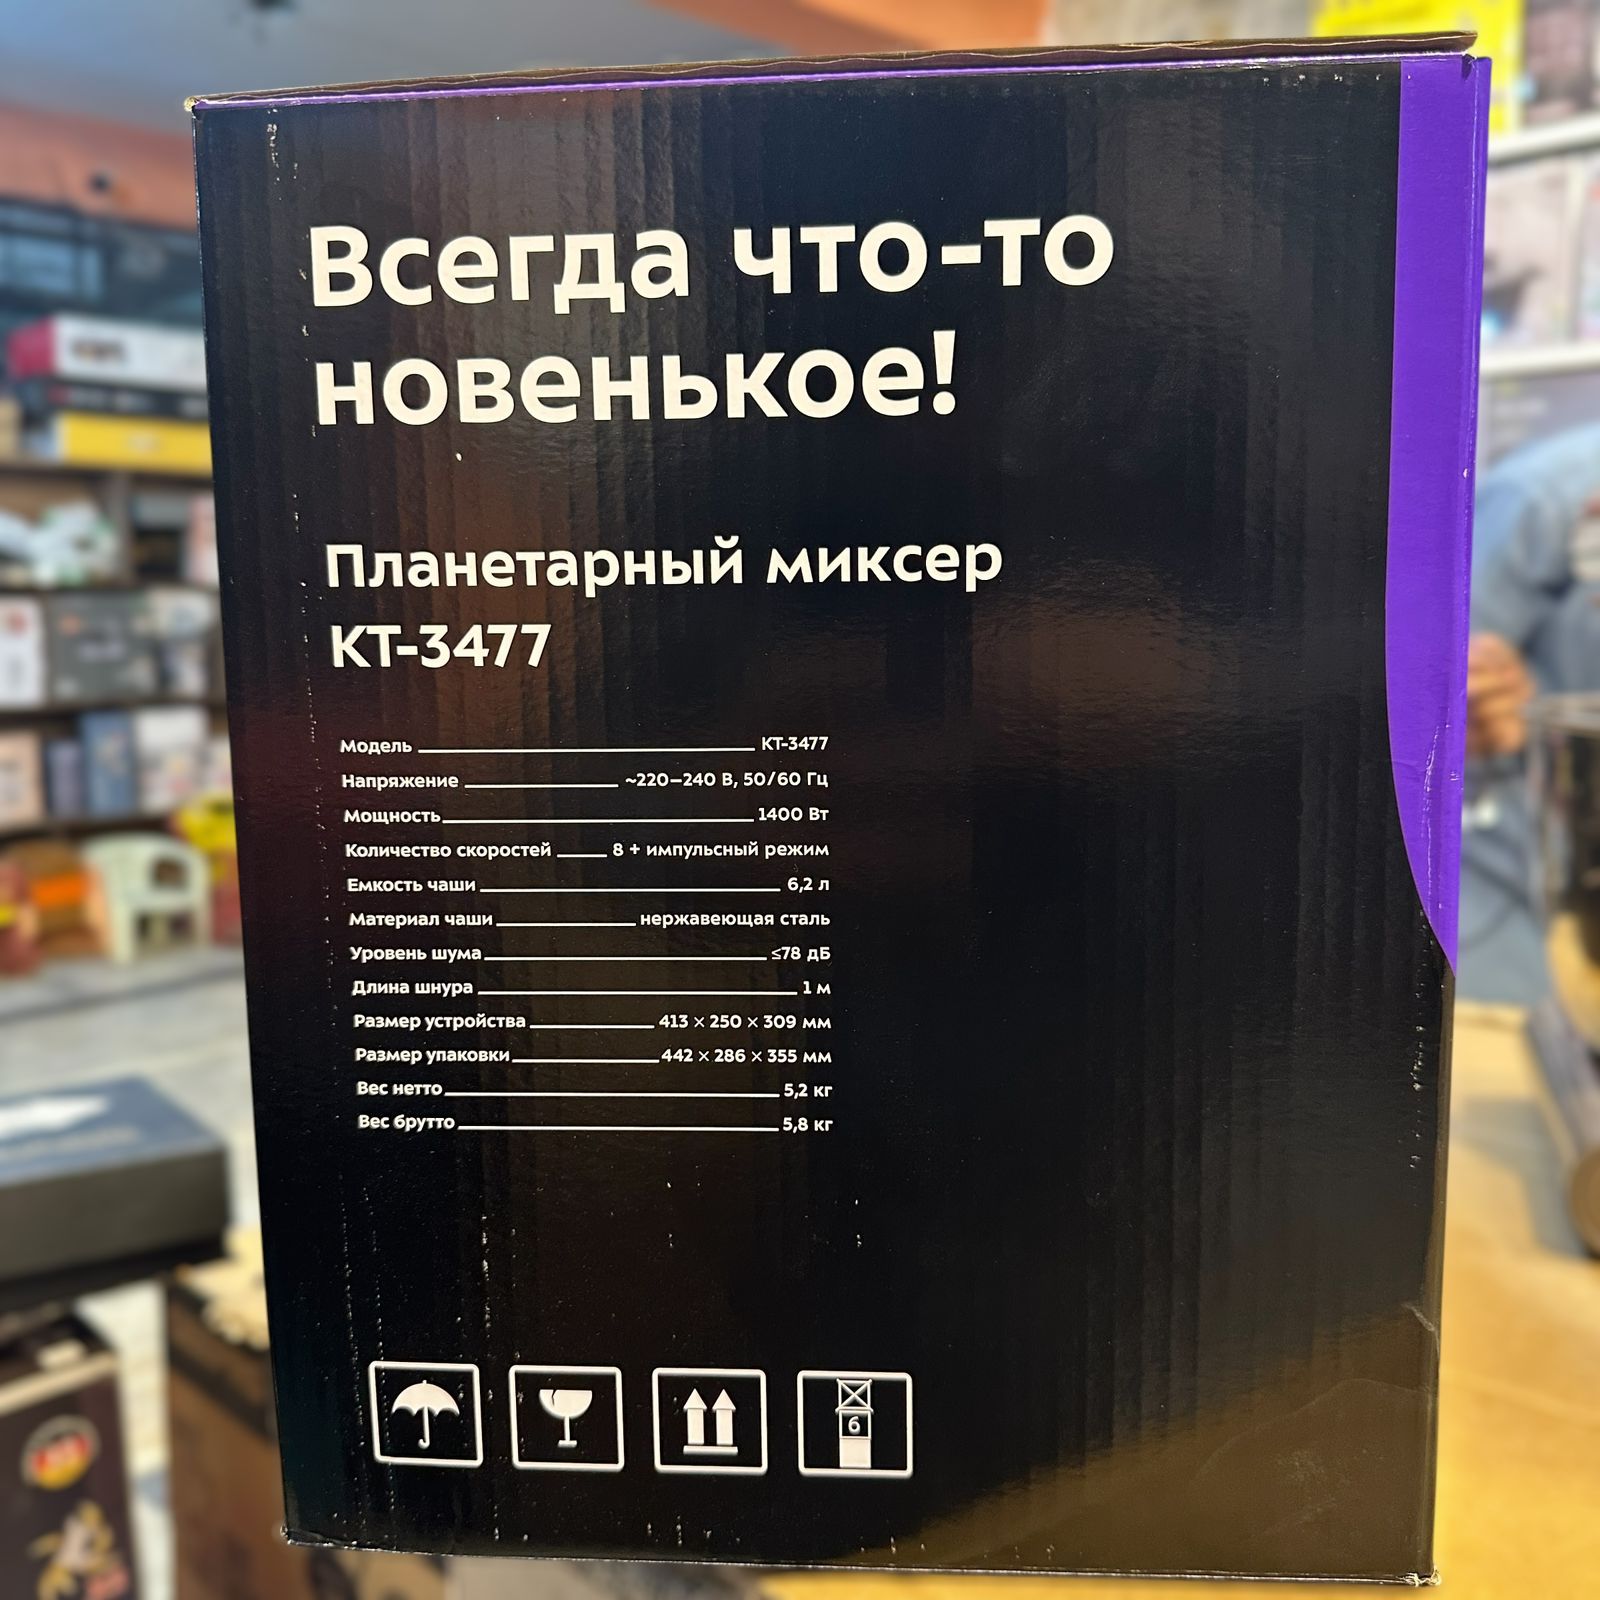 Всегда что-то
новенькое!
Планетарный миксер
КТ-3477
Модель КТ-3477
Напряжение ~220–240 В, 50/60 Гц
Мощность 1400 Вт
Количество скоростей 8 + импульсный режим
Емкость чаши 6,2 л
Материал чаши нержавеющая сталь
Уровень шума ≤78 дБ
Длина шнура 1 м
Размер устройства 413 × 250 × 309 мм
Размер упаковки 442 × 286 × 355 мм
Вес нетто 5,2 кг
Вес брутто 5,8 кг
6